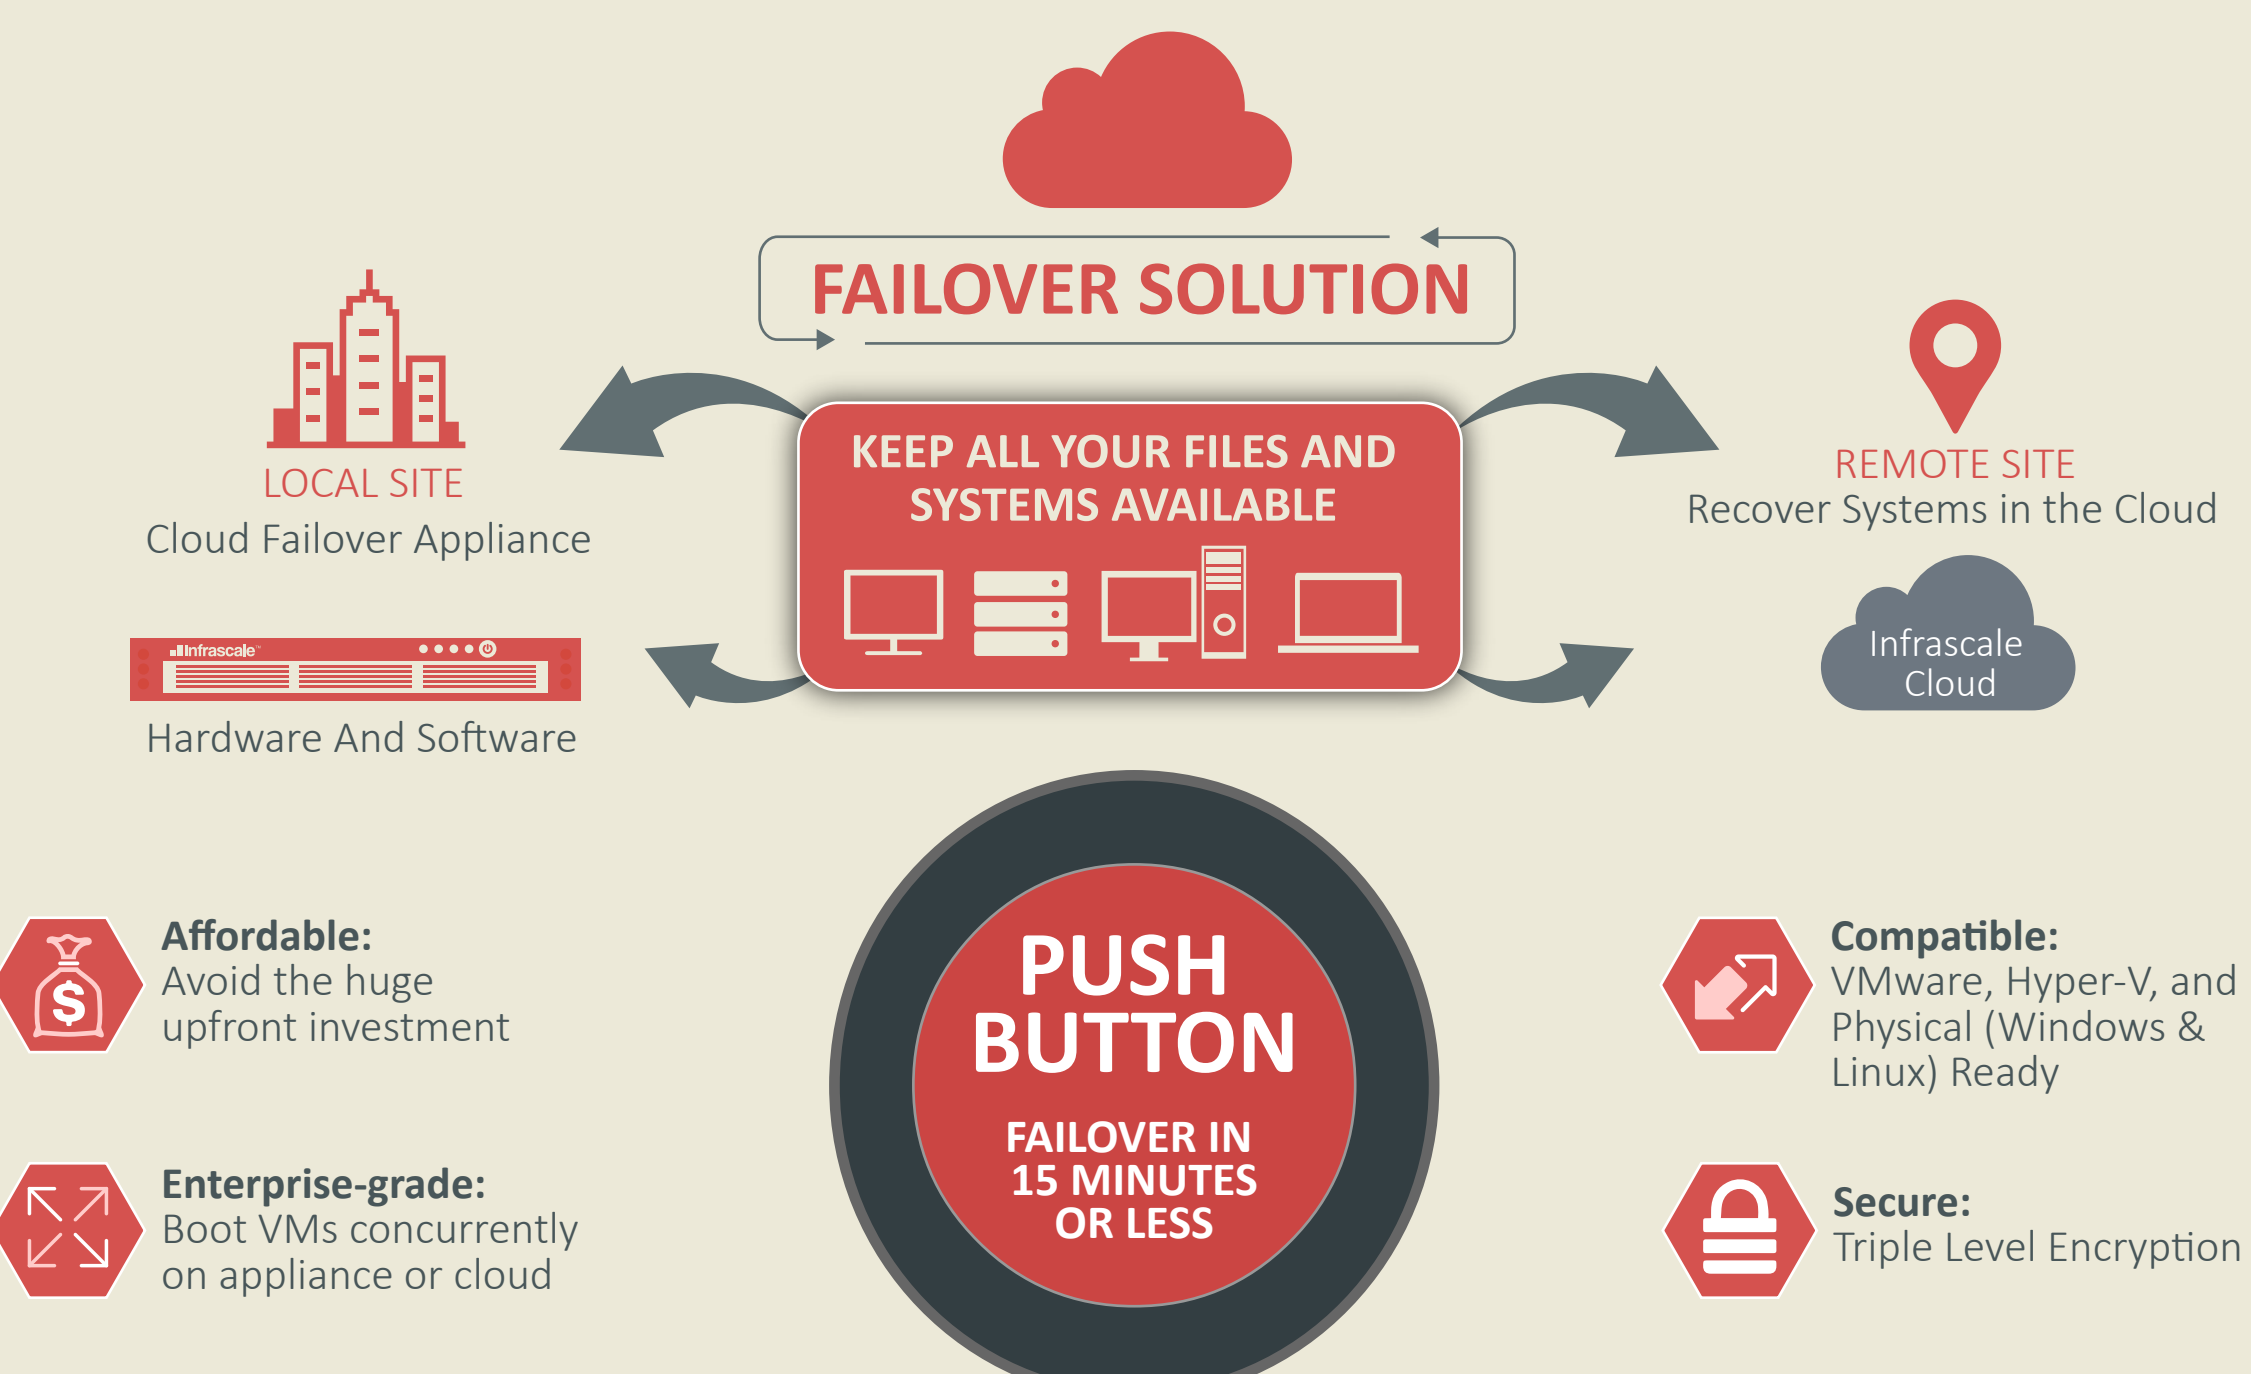 FAILOVER SOLUTION
KEEP ALL YOUR FILES AND
SYSTEMS AVAILABLE
LOCAL SITE
Cloud Failover Appliance
Infrascale™
Hardware And Software
REMOTE SITE
Recover Systems in the Cloud
Infrascale
Cloud
PUSH
BUTTON
FAILOVER IN
15 MINUTES
OR LESS
$
Affordable:
Avoid the huge
upfront investment
Enterprise-grade:
Boot VMs concurrently
on appliance or cloud
Compatible:
VMware, Hyper-V, and
Physical (Windows &
Linux) Ready
Secure:
Triple Level Encryption